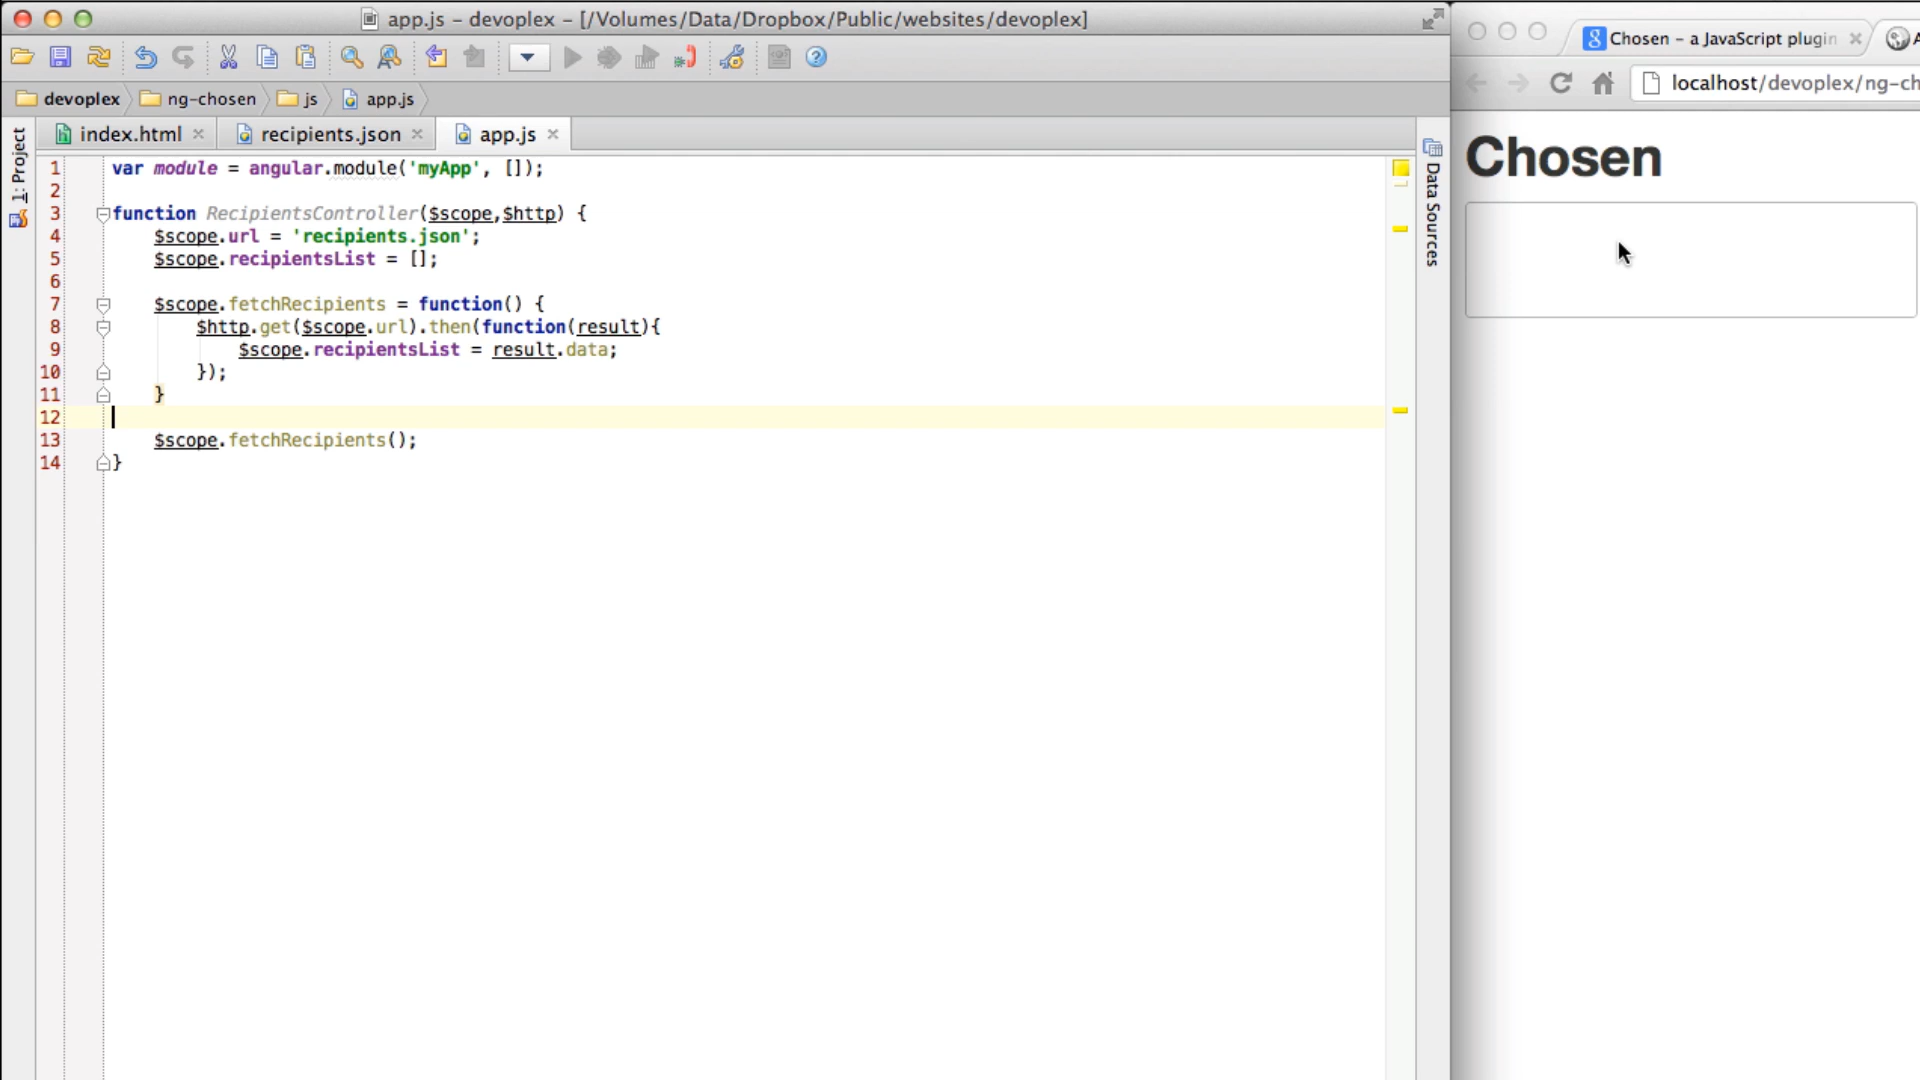 app.js – devoplex – [/Volumes/Data/Dropbox/Public/websites/devoplex]
devoplex ng-chosen js app.js
index.html recipients.json app.js
1: Project
1 var module = angular.module('myApp', []);
2
3 function RecipientsController($scope,$http) {
4 $scope.url = 'recipients.json';
5 $scope.recipientsList = [];
6
7 $scope.fetchRecipients = function() {
8 $http.get($scope.url).then(function(result){
9 $scope.recipientsList = result.data;
10 });
11 }
12
13 $scope.fetchRecipients();
14 }
Data Sources
Chosen – a JavaScript plugin
localhost/devoplex/ng-ch
Chosen